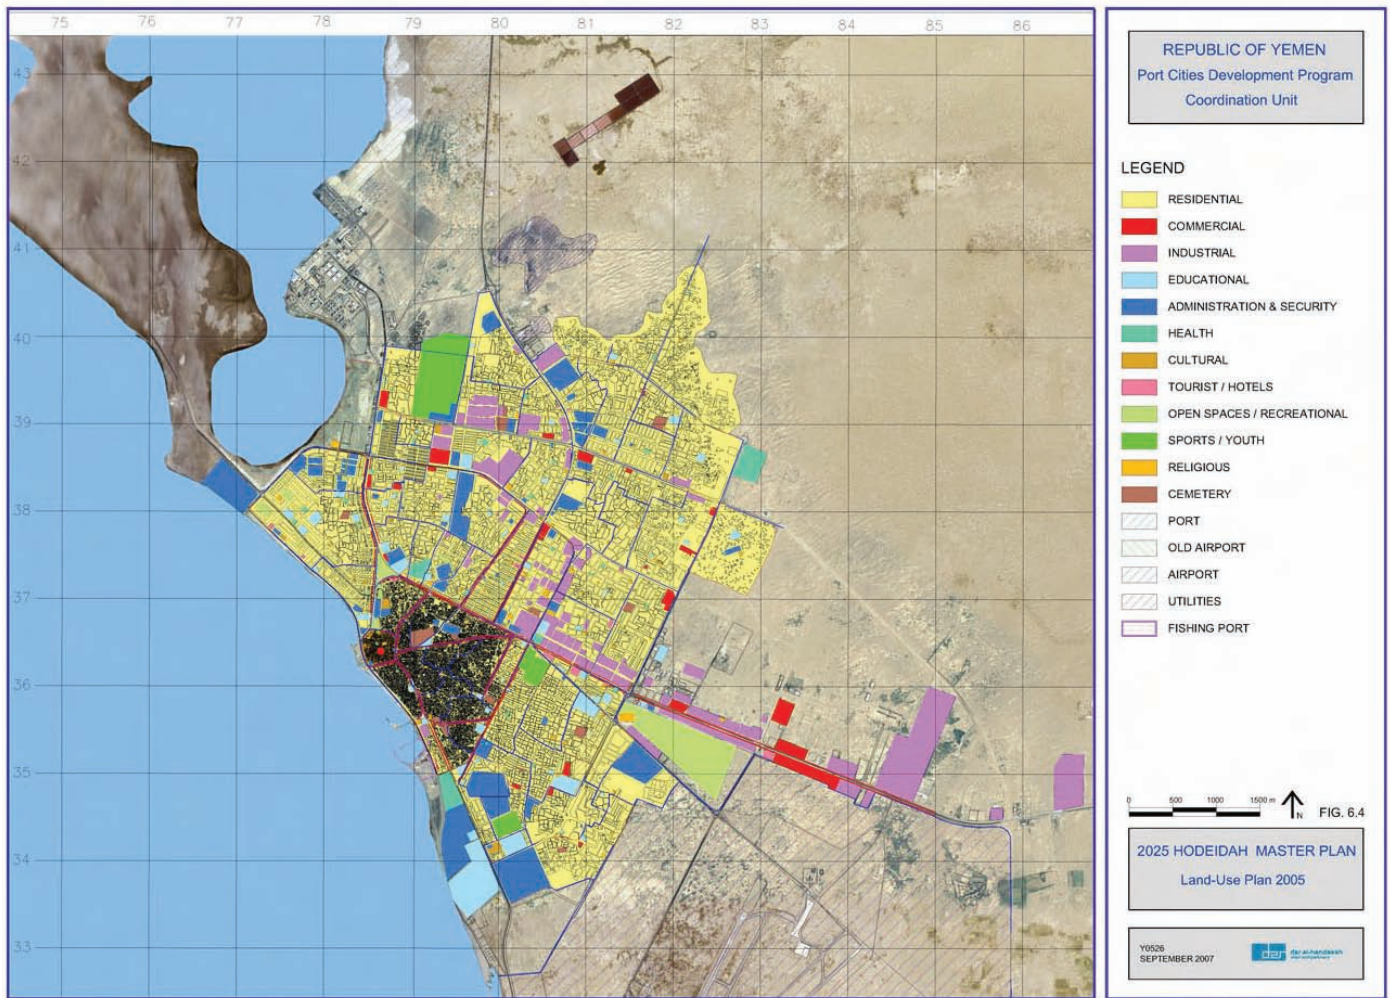 75 76 77 78 79 80 81 82 83 84 85 86
43
42
41
40
39
38
37
36
35
34
33
REPUBLIC OF YEMEN
Port Cities Development Program
Coordination Unit
LEGEND
RESIDENTIAL
COMMERCIAL
INDUSTRIAL
EDUCATIONAL
ADMINISTRATION & SECURITY
HEALTH
CULTURAL
TOURIST / HOTELS
OPEN SPACES / RECREATIONAL
SPORTS / YOUTH
RELIGIOUS
CEMETERY
PORT
OLD AIRPORT
AIRPORT
UTILITIES
FISHING PORT
0 500 1000 1500 m
N
FIG. 6.4
2025 HODEIDAH MASTER PLAN
Land-Use Plan 2005
Y0526
SEPTEMBER 2007
dar
dar al-handasah